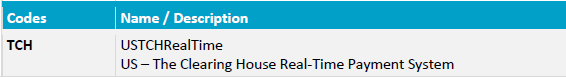 Codes Name / Description
TCH USTCHRealTime
US – The Clearing House Real-Time Payment System